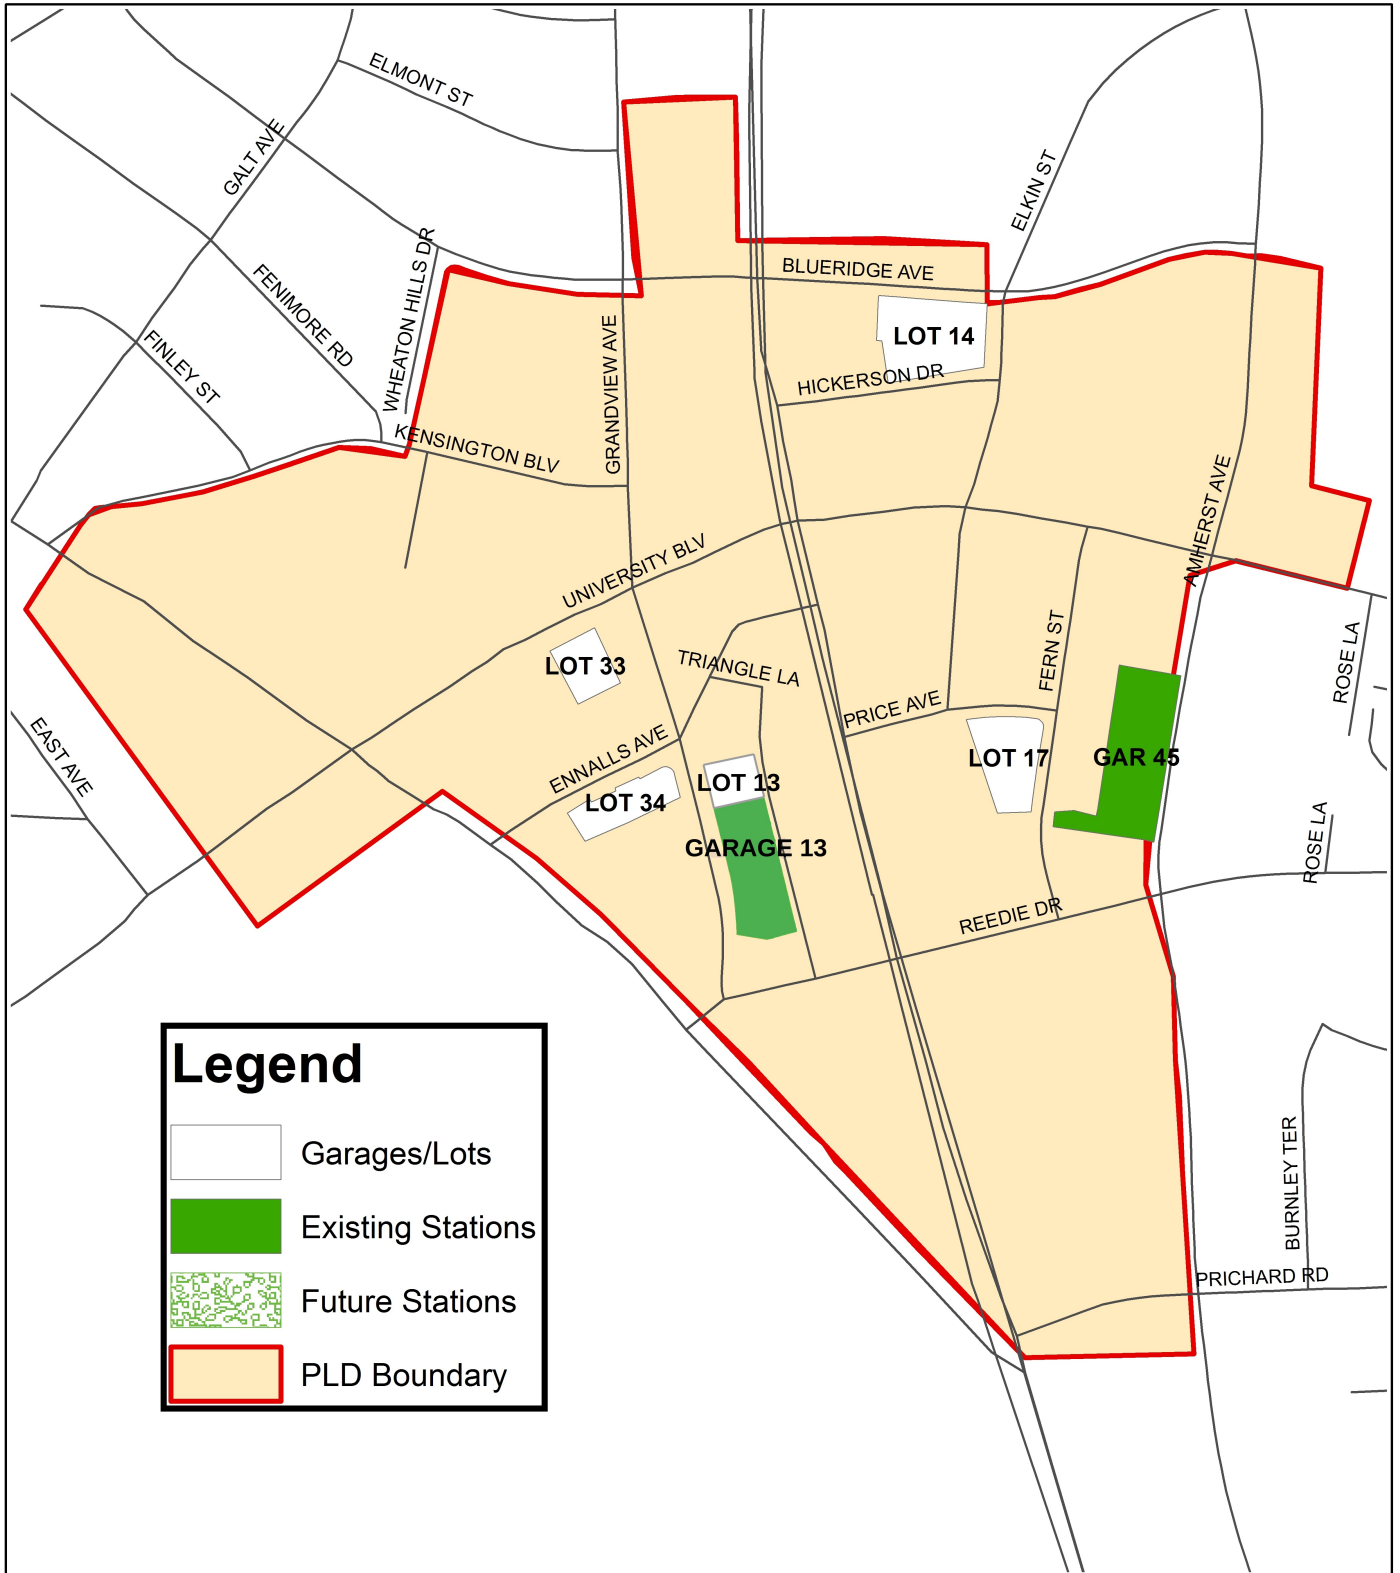 ELMONT ST
GALT AVE
ELKIN ST
WHEATON HILLS DR
BLUERIDGE AVE
FENIMORE RD
LOT 14
FINLEY ST
GRANDVIEW AVE
HICKERSON DR
KENSINGTON BLV
AMHERST AVE
UNIVERSITY BLV
FERN ST
ROSE LA
LOT 33
TRIANGLE LA
PRICE AVE
EAST AVE
ENNALLS AVE
LOT 17
GAR 45
LOT 13
LOT 34
GARAGE 13
ROSE LA
REEDIE DR
BURNLEY TER
PRICHARD RD
Legend
Garages/Lots
Existing Stations
Future Stations
PLD Boundary